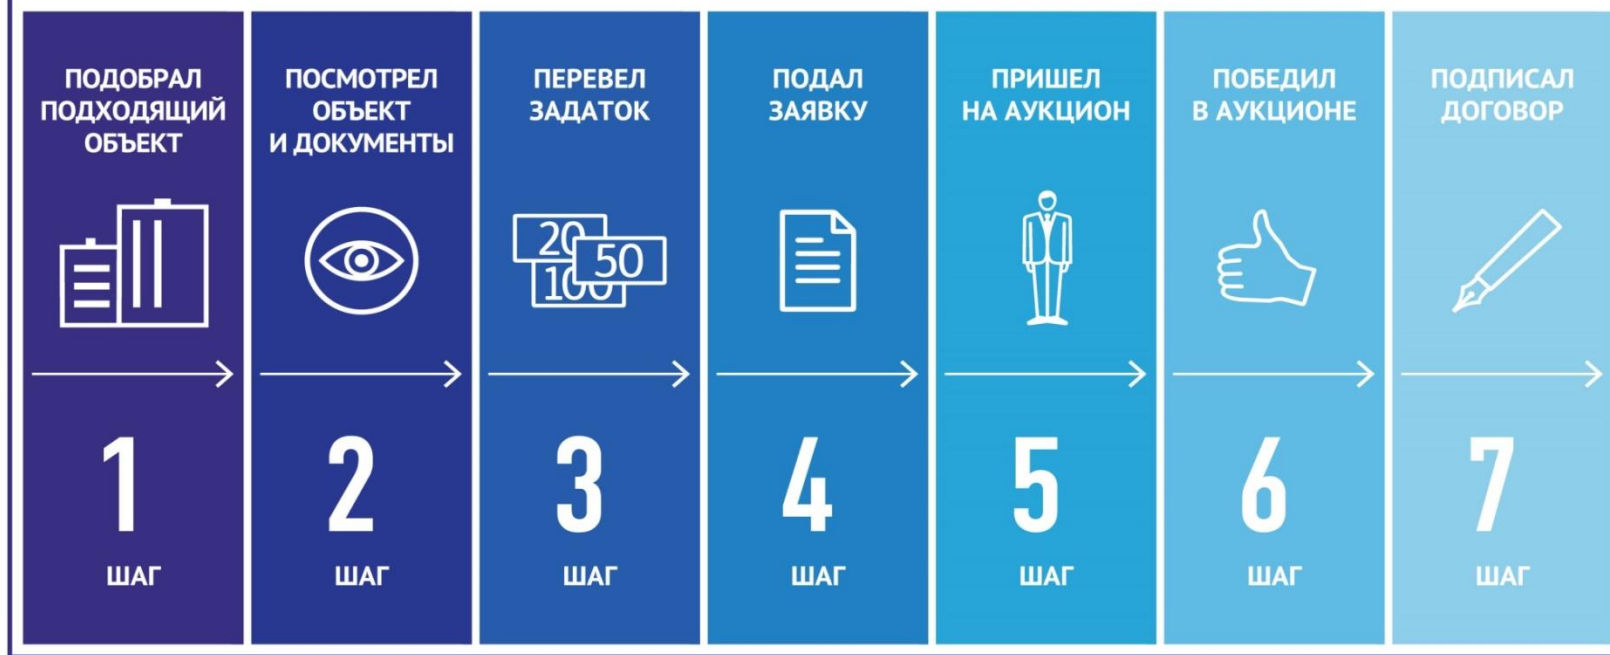 ПОДОБРАЛ
ПОДХОДЯЩИЙ
ОБЪЕКТ
1
ШАГ
ПОСМОТРЕЛ
ОБЪЕКТ
И ДОКУМЕНТЫ
2
ШАГ
ПЕРЕВЕЛ
ЗАДАТОК
20
50
100
3
ШАГ
ПОДАЛ
ЗАЯВКУ
4
ШАГ
ПРИШЕЛ
НА АУКЦИОН
5
ШАГ
ПОБЕДИЛ
В АУКЦИОНЕ
6
ШАГ
ПОДПИСАЛ
ДОГОВОР
7
ШАГ